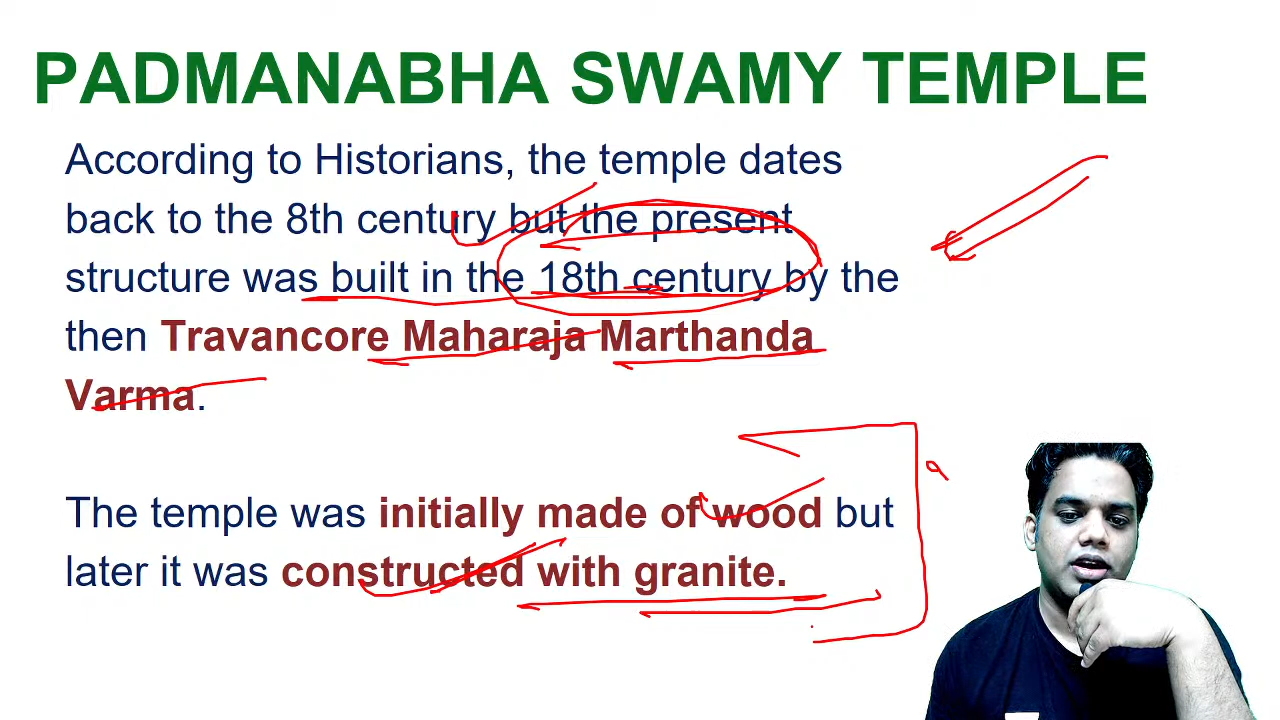 PADMANABHA SWAMY TEMPLE
According to Historians, the temple dates
back to the 8th century but the present
structure was built in the 18th century by the
then Travancore Maharaja Marthanda
Varma.
The temple was initially made of wood but
later it was constructed with granite.